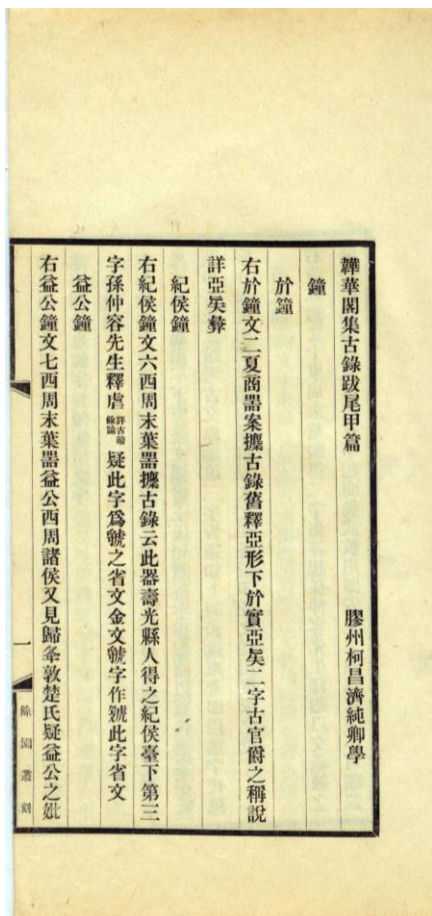 韡華閣集古錄跋尾甲篇　膠州柯昌濟純卿學
鐘
於鐘
右於鐘文二夏商器案攈古錄舊釋亞形下於實亞矣二字古官爵之稱說
詳亞矣彝
紀侯鐘
右紀侯鐘文六西周末葉器攈古錄云此器壽光縣人得之紀侯臺下第三
字孫仲容先生釋虐詳古籀餘論疑此字爲虢之省文金文虢字作虢此字省文
益公鐘
右益公鐘文七西周末葉器益公西周諸侯又見歸夆敦楚氏疑益公之妣
一
餘園叢刻